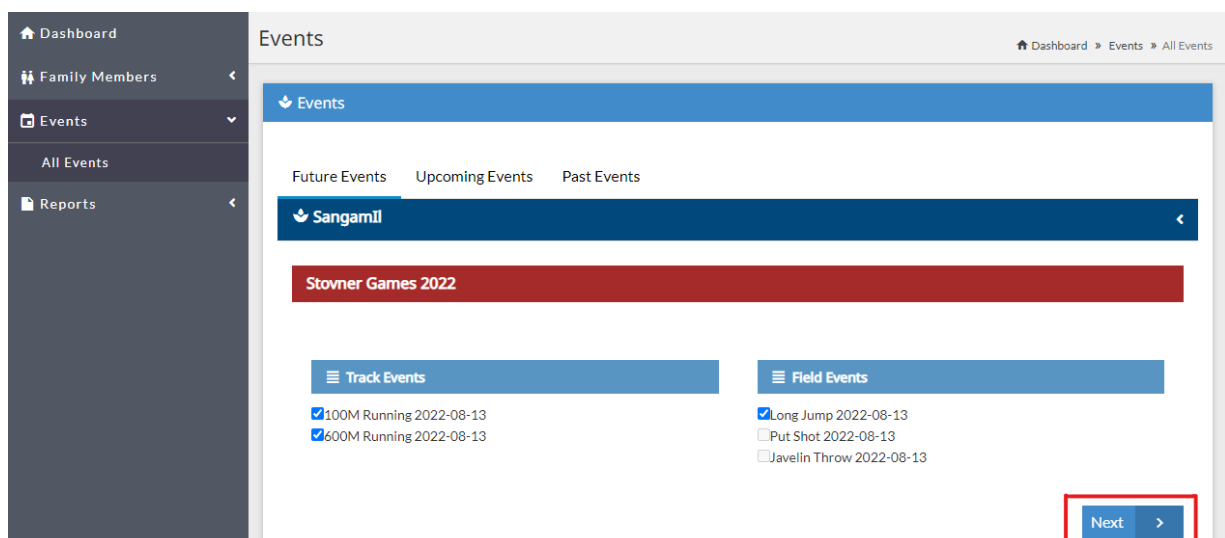 Dashboard
Family Members
Events
All Events
Reports
Events
Dashboard » Events » All Events
Events
Future Events Upcoming Events Past Events
SangamIl
Stovner Games 2022
Track Events
100M Running 2022-08-13
600M Running 2022-08-13
Field Events
Long Jump 2022-08-13
Put Shot 2022-08-13
Javelin Throw 2022-08-13
Next